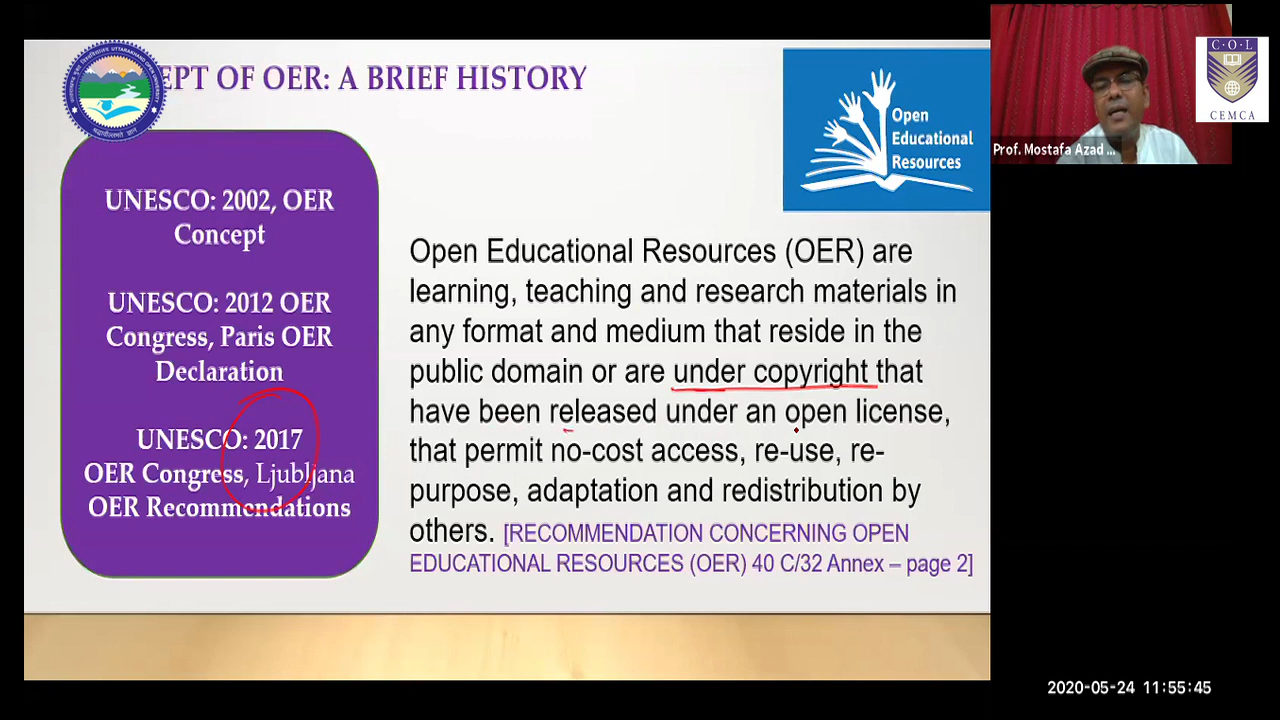 EPT OF OER: A BRIEF HISTORY
UNESCO: 2002, OER
Concept
UNESCO: 2012 OER
Congress, Paris OER
Declaration
UNESCO: 2017
OER Congress, Ljubljana
OER Recommendations
Open
Educational
Resources
Open Educational Resources (OER) are
learning, teaching and research materials in
any format and medium that reside in the
public domain or are under copyright that
have been released under an open license,
that permit no-cost access, re-use, re-
purpose, adaptation and redistribution by
others. [RECOMMENDATION CONCERNING OPEN
EDUCATIONAL RESOURCES (OER) 40 C/32 Annex – page 2]
Prof. Mostafa Azad ...
C·O·L
CEMCA
2020-05-24 11:55:45